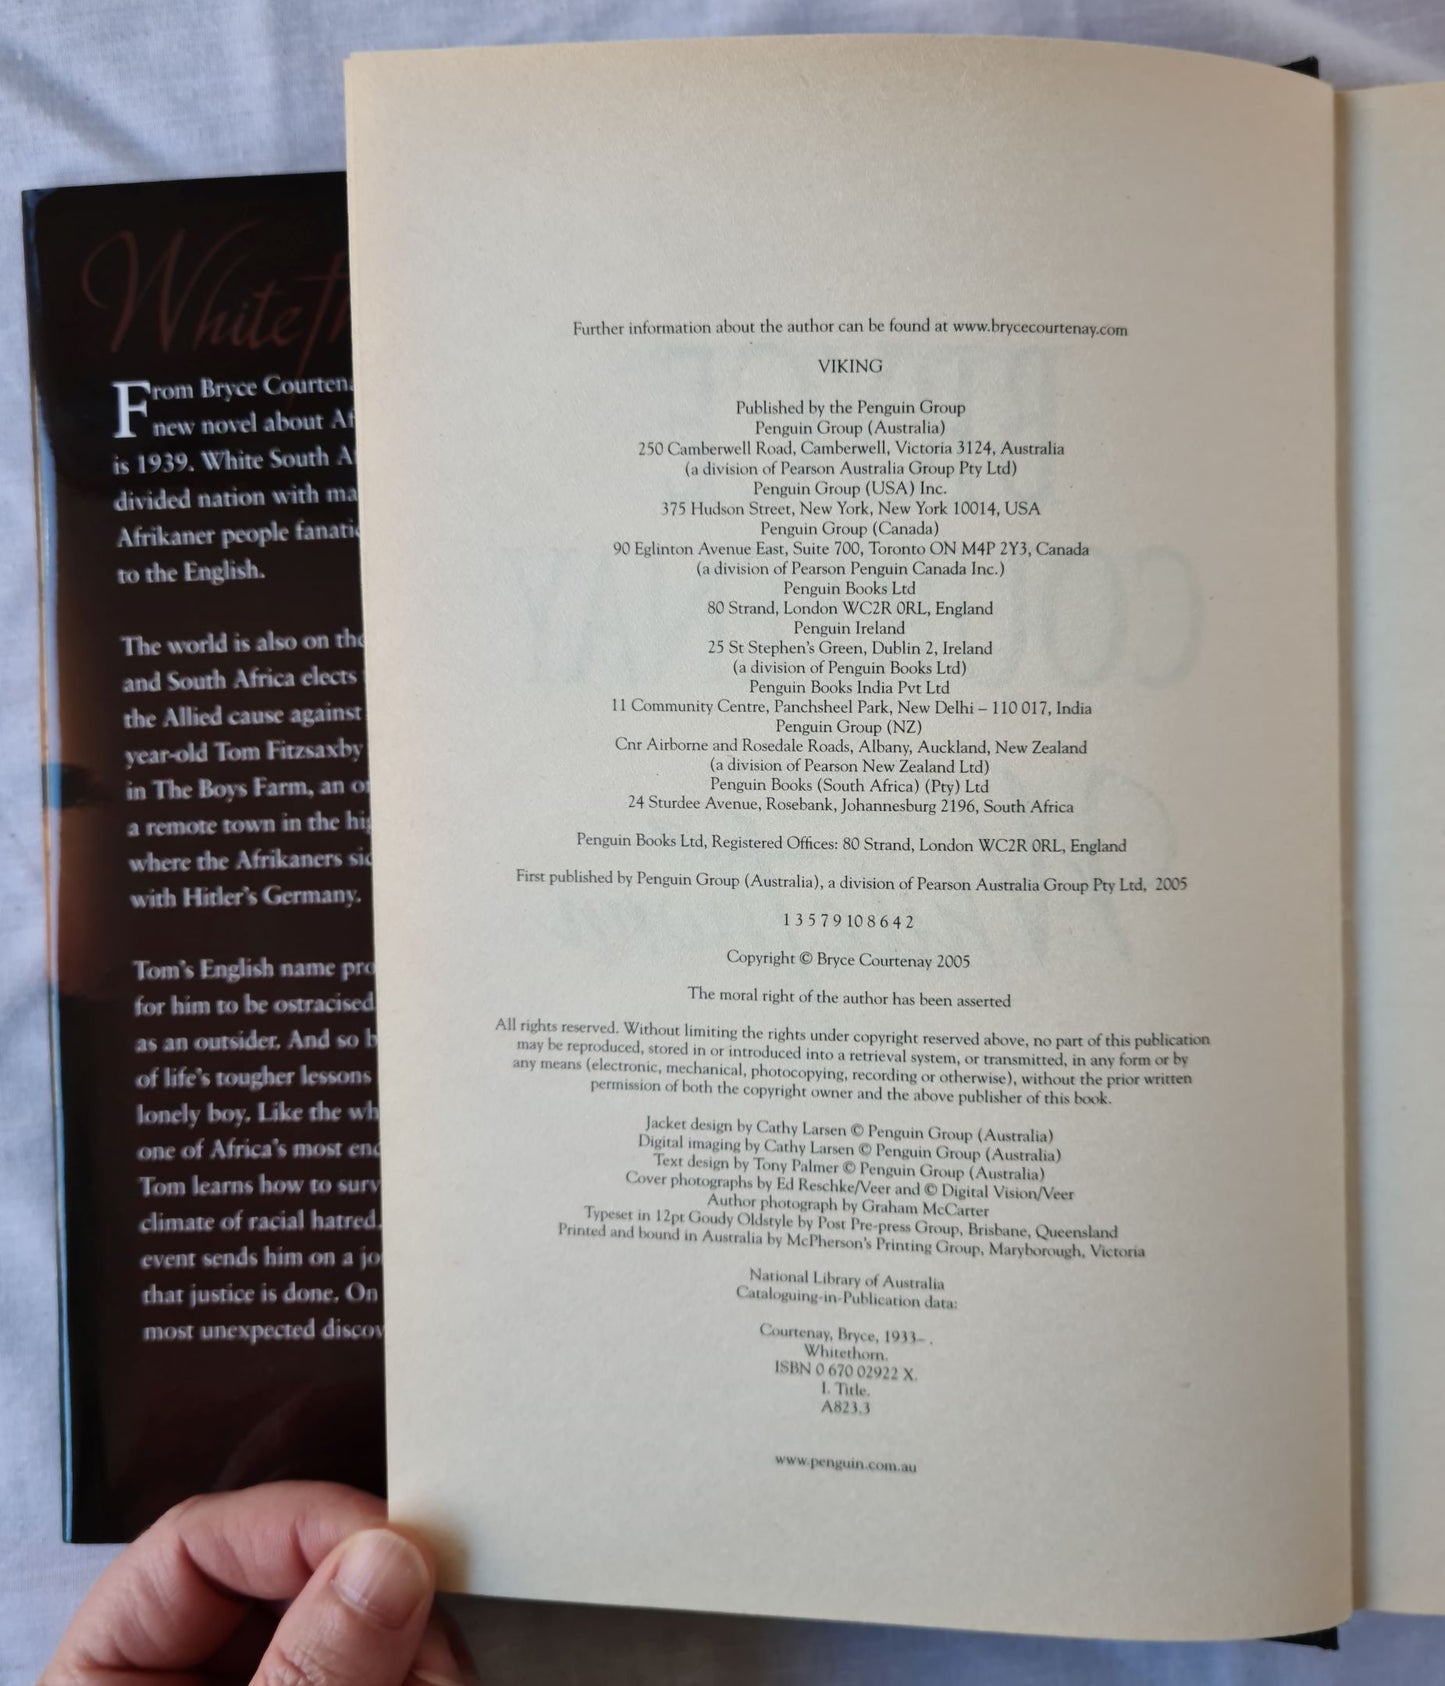 From Bryce
new novel about
is 1939. White South
divided nation with
Afrikaner people
to the English.
The world is also on the
and South Africa elects
the Allied cause against
year-old Tom Fitzsaxby
in The Boys Farm, an
a remote town in the
where the Afrikaners
with Hitler's Germany.
Tom's English name
for him to be ostracised
as an outsider. And so
of life's tougher lessons
lonely boy. Like the
one of Africa's most
Tom learns how to
climate of racial hatred.
event sends him on a
that justice is done. On
most unexpected
Further information about the author can be found at www.brycecourtenay.com
VIKING
Published by the Penguin Group
Penguin Group (Australia)
250 Camberwell Road, Camberwell, Victoria 3124, Australia
(a division of Pearson Australia Group Pty Ltd)
Penguin Group (USA) Inc.
375 Hudson Street, New York, New York 10014, USA
Penguin Group (Canada)
90 Eglinton Avenue East, Suite 700, Toronto ON M4P 2Y3, Canada
(a division of Pearson Penguin Canada Inc.)
Penguin Books Ltd
80 Strand, London WC2R 0RL, England
Penguin Ireland
25 St Stephen's Green, Dublin 2, Ireland
(a division of Penguin Books Ltd)
Penguin Books India Pvt Ltd
11 Community Centre, Panchsheel Park, New Delhi – 110 017, India
Penguin Group (NZ)
Cnr Airborne and Rosedale Roads, Albany, Auckland, New Zealand
(a division of Pearson New Zealand Ltd)
Penguin Books (South Africa) (Pty) Ltd
24 Sturdee Avenue, Rosebank, Johannesburg 2196, South Africa
Penguin Books Ltd, Registered Offices: 80 Strand, London WC2R 0RL, England
First published by Penguin Group (Australia), a division of Pearson Australia Group Pty Ltd, 2005
1 3 5 7 9 10 8 6 4 2
Copyright © Bryce Courtenay 2005
The moral right of the author has been asserted
All rights reserved. Without limiting the rights under copyright reserved above, no part of this publication
may be reproduced, stored in or introduced into a retrieval system, or transmitted, in any form or by
any means (electronic, mechanical, photocopying, recording or otherwise), without the prior written
permission of both the copyright owner and the above publisher of this book.
Jacket design by Cathy Larsen © Penguin Group (Australia)
Digital imaging by Cathy Larsen © Penguin Group (Australia)
Text design by Tony Palmer © Penguin Group (Australia)
Cover photographs by Ed Reschke/Veer and © Digital Vision/Veer
Author photograph by Graham McCarter
Typeset in 12pt Goudy Oldstyle by Post Pre-press Group, Brisbane, Queensland
Printed and bound in Australia by McPherson's Printing Group, Maryborough, Victoria
National Library of Australia
Cataloguing-in-Publication data:
Courtenay, Bryce, 1933– .
Whitethorn.
ISBN 0 670 02922 X.
I. Title.
A823.3
www.penguin.com.au